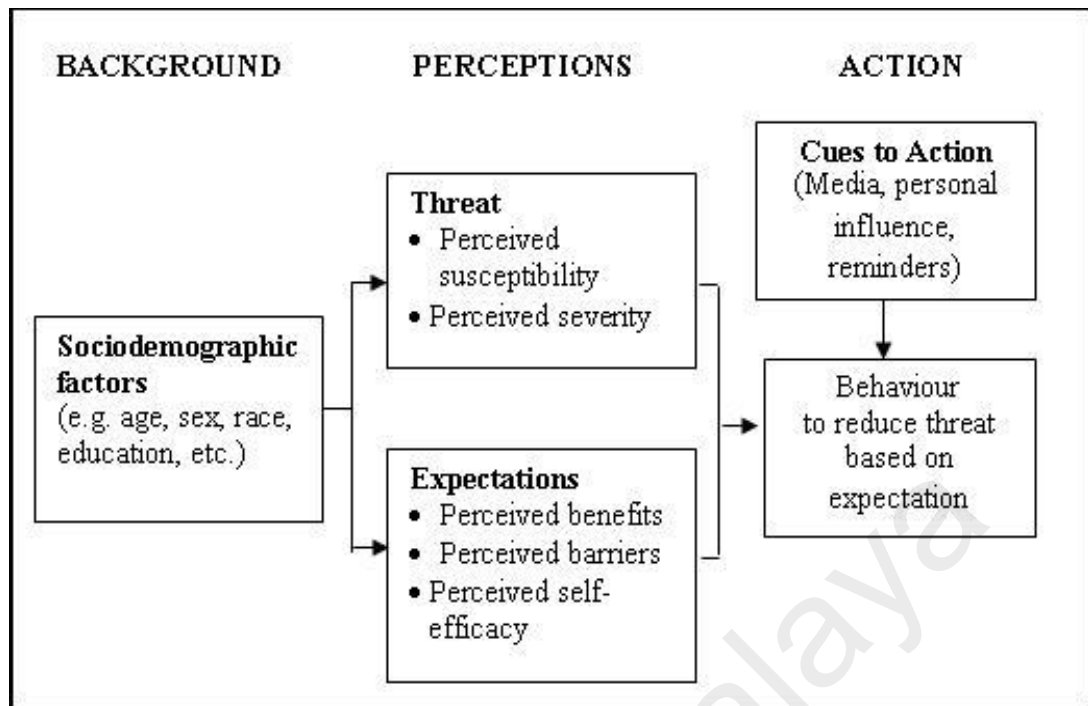 BACKGROUND
PERCEPTIONS
ACTION
Sociodemographic
factors
(e.g. age, sex, race,
education, etc.)
Threat
• Perceived
susceptibility
• Perceived severity
Expectations
• Perceived benefits
• Perceived barriers
• Perceived self-
efficacy
Cues to Action
(Media, personal
influence,
reminders)
Behaviour
to reduce threat
based on
expectation
alaya